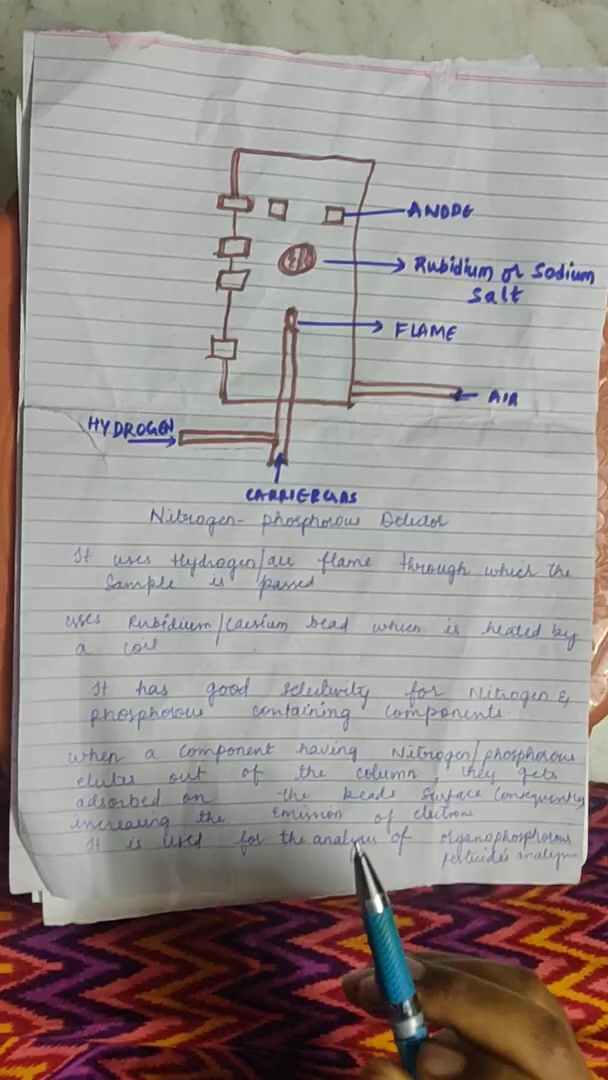 ANODE
Rubidium or Sodium
Salt
FLAME
AIR
HYDROGEN
CARRIER GAS
Nitrogen- phosphorous Detector
It uses Hydrogen/air flame through which the
Sample is passed
uses Rubidium/Caesium bead which is heated by
a coil
It has good selectivity for Nitrogen &
phosphorous containing components.
when a component having Nitrogen/phosphorous
elutes out of the column, they gets
adsorbed on the beads surface consequently
increasing the Emission of electrons
It is used for the analysis of organophosphorous
pesticides analysis